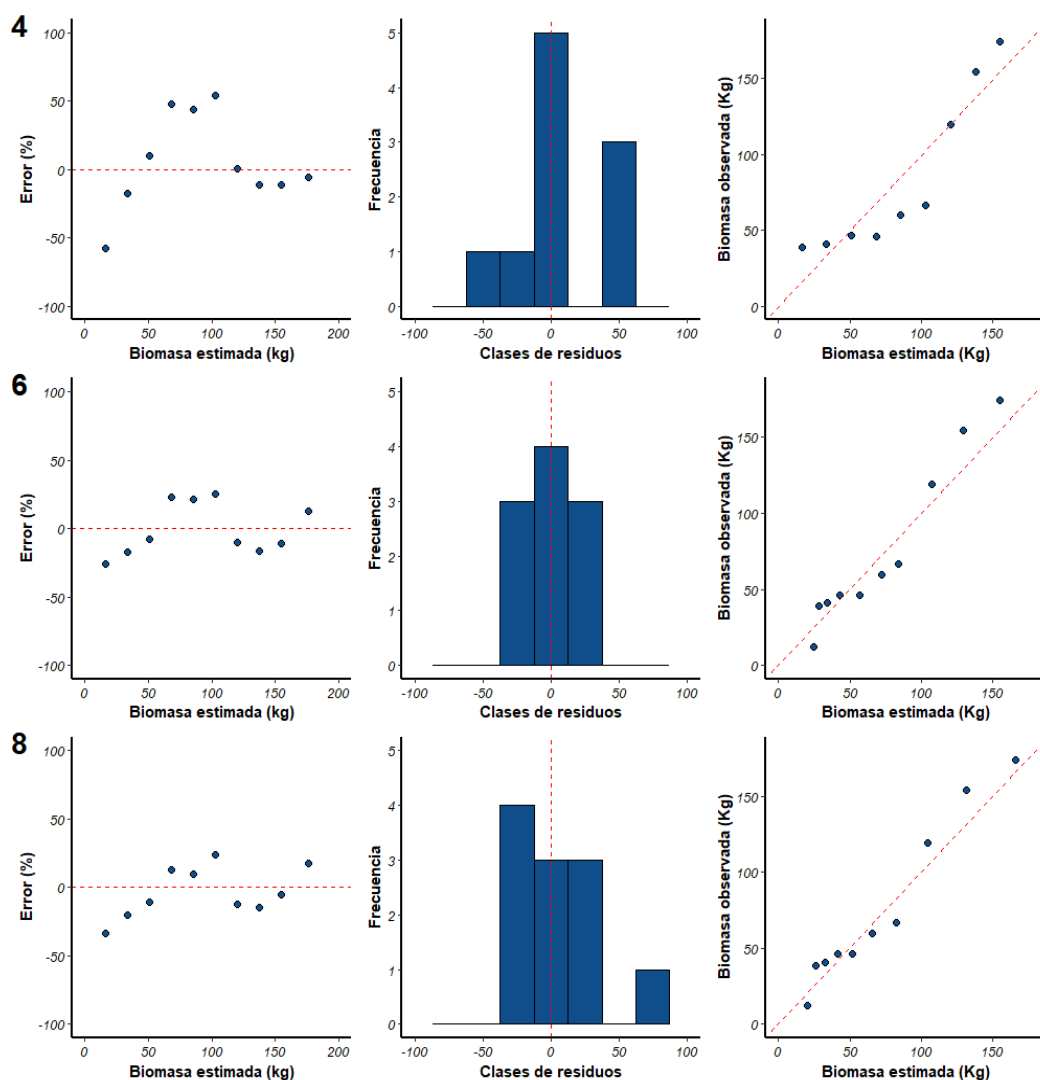 4
Error (%)
100
50
0
-50
-100
0 50 100 150 200
Biomasa estimada (kg)
Frecuencia
5
4
3
2
1
0
-100 -50 0 50 100
Clases de residuos
Biomasa observada (Kg)
150
100
50
0
0 50 100 150
Biomasa estimada (Kg)
6
Error (%)
100
50
0
-50
-100
0 50 100 150 200
Biomasa estimada (kg)
Frecuencia
5
4
3
2
1
0
-100 -50 0 50 100
Clases de residuos
Biomasa observada (Kg)
150
100
50
0
0 50 100 150
Biomasa estimada (Kg)
8
Error (%)
100
50
0
-50
-100
0 50 100 150 200
Biomasa estimada (kg)
Frecuencia
5
4
3
2
1
0
-100 -50 0 50 100
Clases de residuos
Biomasa observada (Kg)
150
100
50
0
0 50 100 150
Biomasa estimada (Kg)